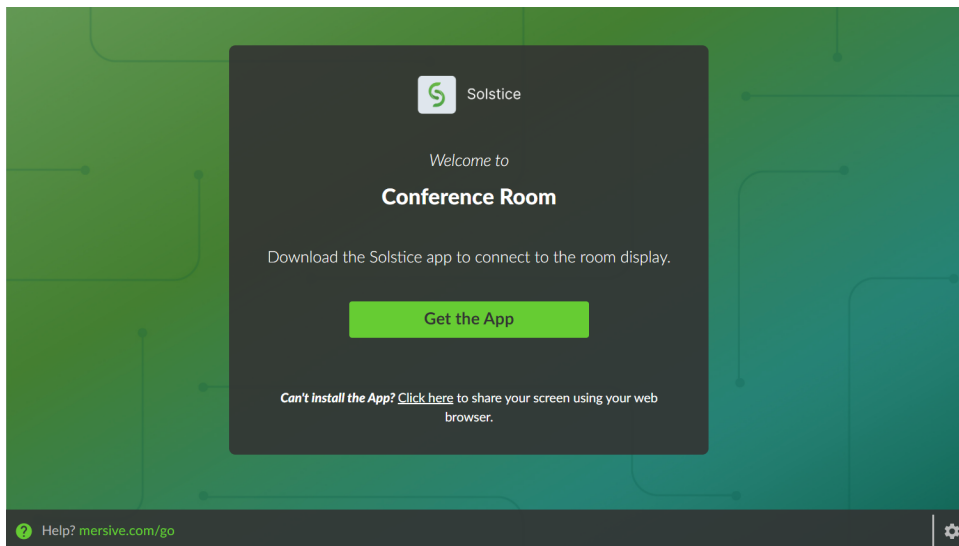 Solstice
Welcome to
Conference Room
Download the Solstice app to connect to the room display.
Get the App
Can't install the App? Click here to share your screen using your web
browser.
? Help? mersive.com/go